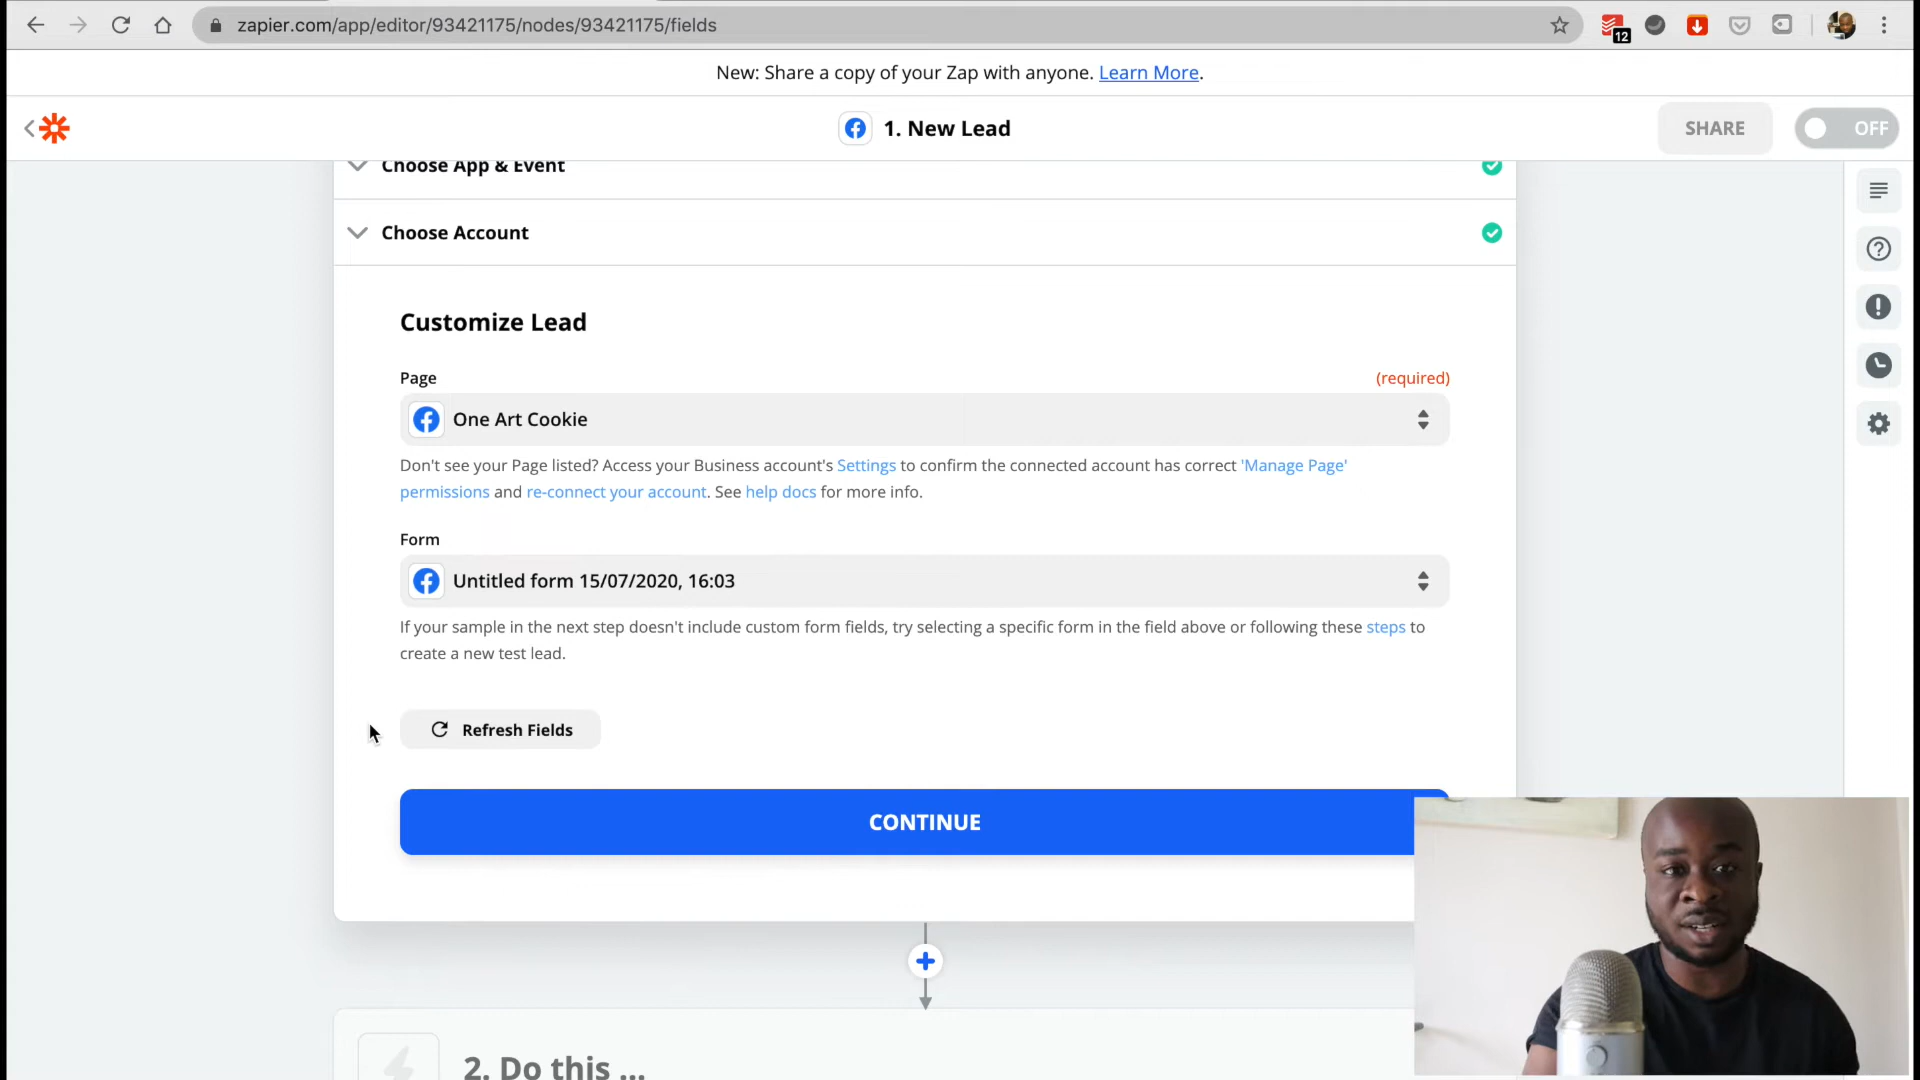 zapier.com/app/editor/93421175/nodes/93421175/fields
12
New: Share a copy of your Zap with anyone. Learn More.
1. New Lead
SHARE
OFF
Choose App & Event
Choose Account
Customize Lead
Page
(required)
One Art Cookie
Don't see your Page listed? Access your Business account's Settings to confirm the connected account has correct 'Manage Page'
permissions and re-connect your account. See help docs for more info.
Form
Untitled form 15/07/2020, 16:03
If your sample in the next step doesn't include custom form fields, try selecting a specific form in the field above or following these steps to
create a new test lead.
Refresh Fields
CONTINUE
2. Do this ...